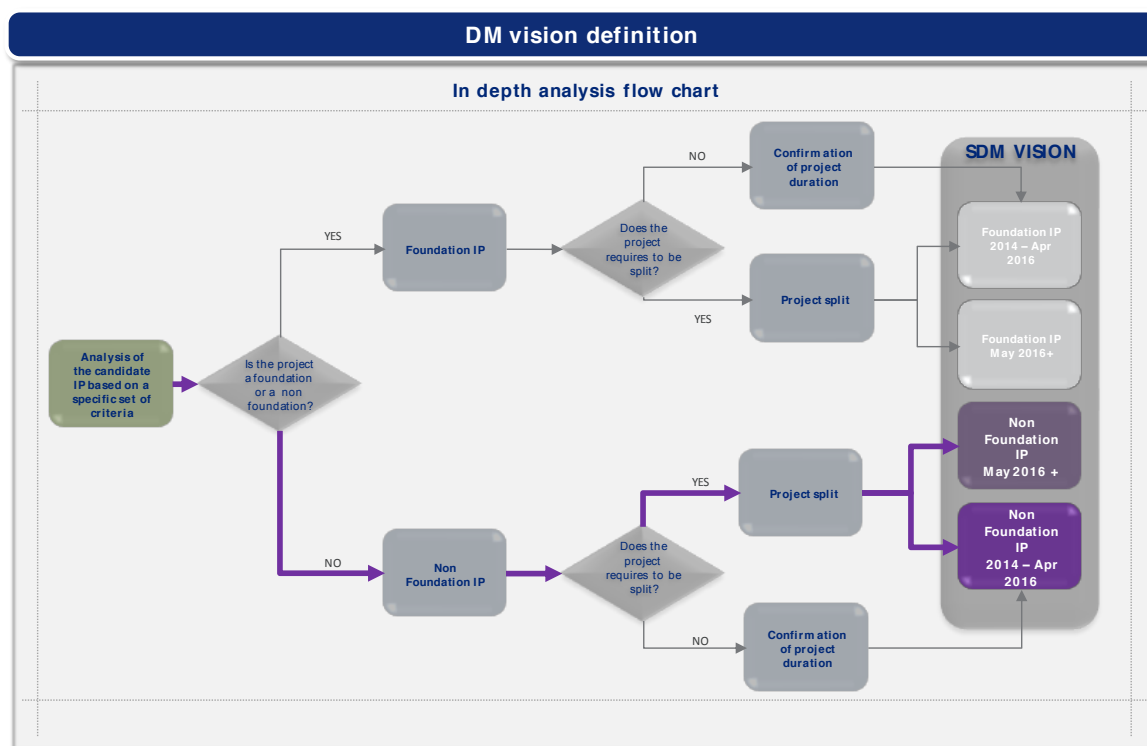 DM vision definition
In depth analysis flow chart
SDM VISION
NO
Confirmation
of project
duration
YES
Foundation IP
Does the
project
requires to be
split?
Foundation IP
2014 – Apr
2016
Project split
YES
Foundation IP
May 2016+
Analysis of
the candidate
IP based on a
specific set of
criteria
Is the project
a foundation
or a non
foundation?
Non
Foundation
IP
May 2016 +
YES
Project split
NO
Non
Foundation IP
Does the
project
requires to be
split?
Non
Foundation
IP
2014 – Apr
2016
NO
Confirmation
of project
duration